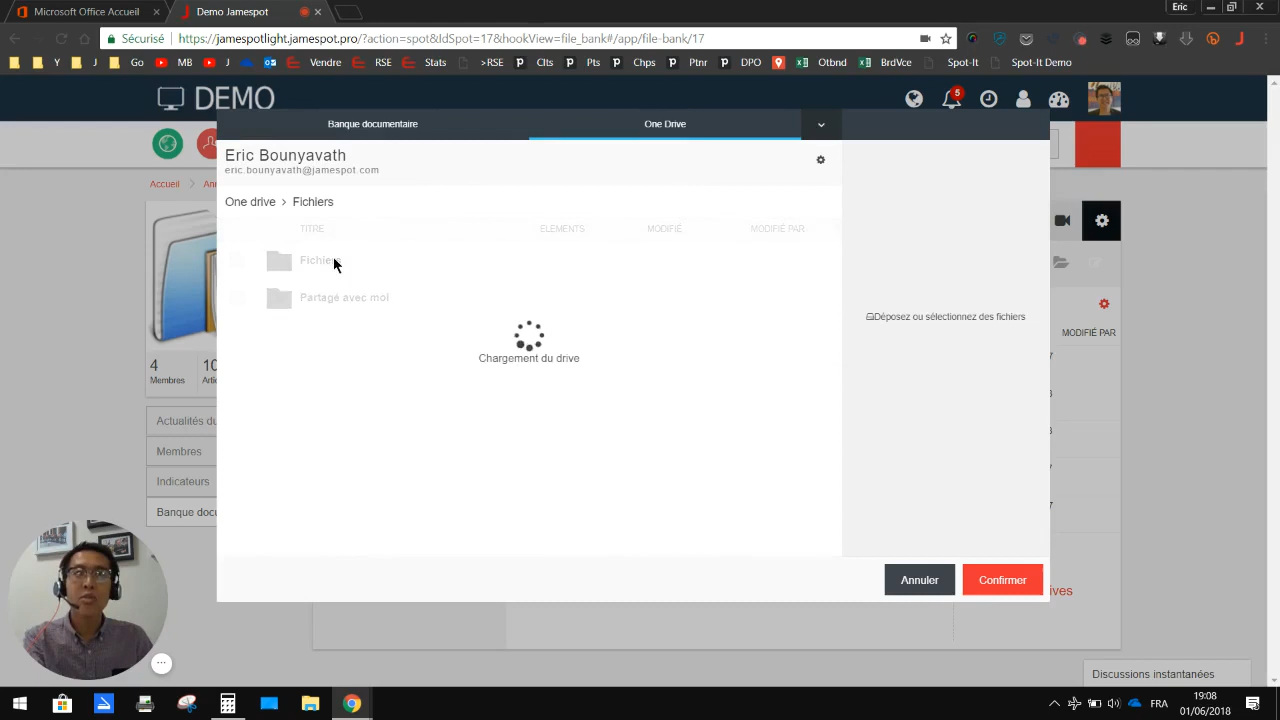 Microsoft Office Accueil
Demo Jamespot
Eric
Sécurisé
https://jamespotlight.jamespot.pro/?action=spot&IdSpot=17&hookView=file_bank#/app/file-bank/17
B J Y J Go MB J Vendre RSE Stats >RSE Clts Pts Chps Ptnr DPO Otbnd BrdVce Spot-It Spot-It Demo
DEMO
5
Banque documentaire
One Drive
Eric Bounyavath
eric.bounyavath@jamespot.com
Accueil
One drive > Fichiers
TITRE
ELEMENTS
MODIFIÉ
MODIFIÉ PAR
Fichiers
Partagé avec moi
Chargement du drive
Déposez ou sélectionnez des fichiers
MODIFIÉ PAR
4
Membres
10
Actualités du
Membres
Indicateurs
Banque docu
Annuler
Confirmer
ives
Discussions instantanées
FRA
19:08
01/06/2018